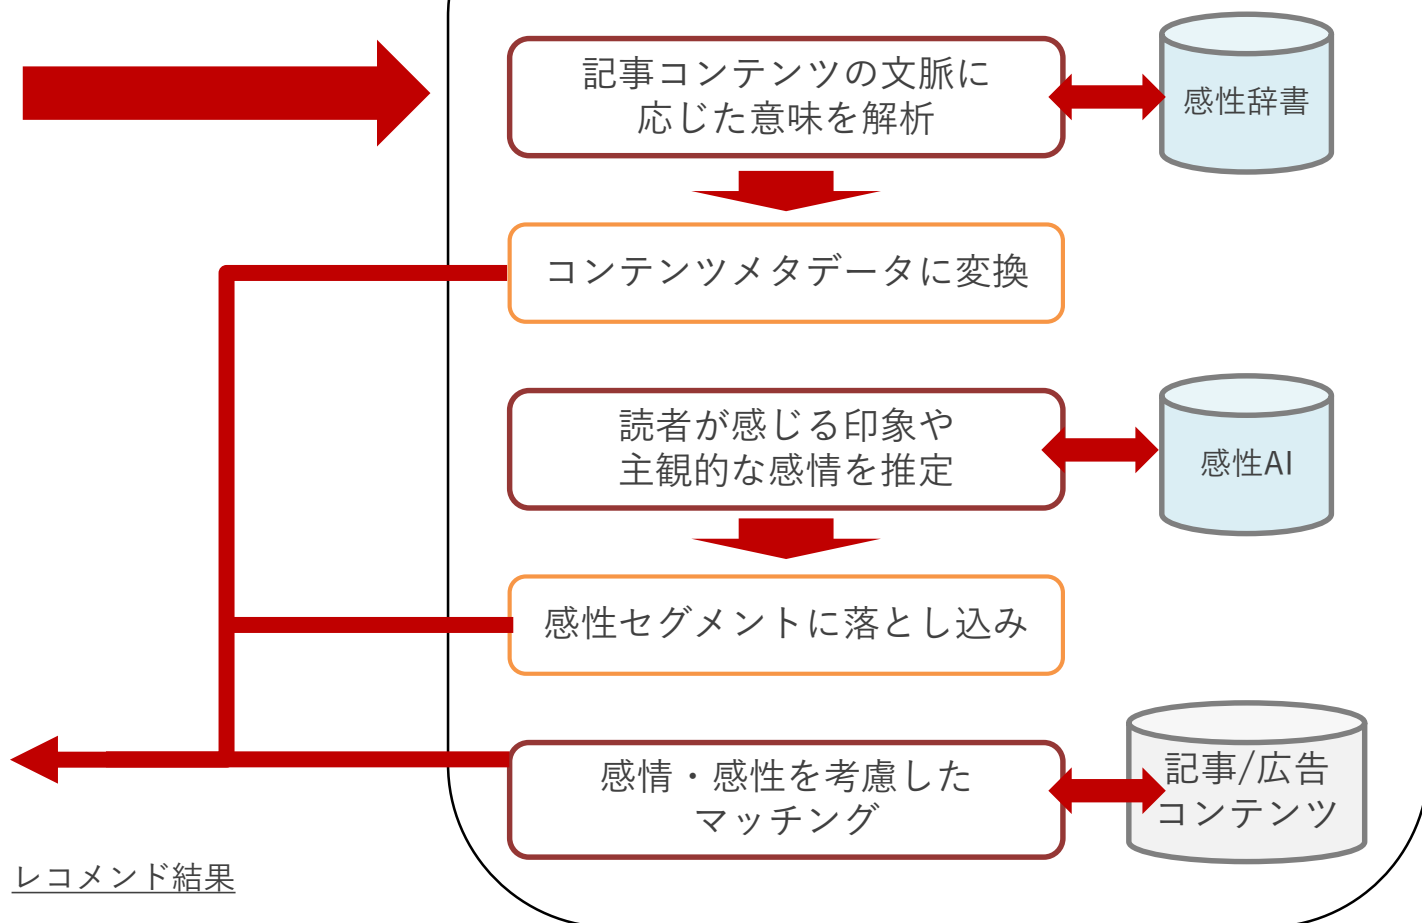 記事コンテンツの文脈に
応じた意味を解析
感性辞書
コンテンツメタデータに変換
読者が感じる印象や
主観的な感情を推定
感性AI
感性セグメントに落とし込み
感情・感性を考慮した
マッチング
記事/広告
コンテンツ
レコメンド結果